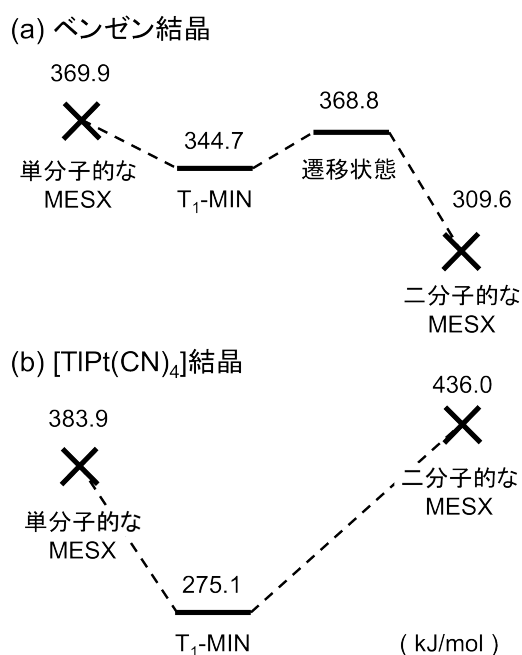 (a) ベンゼン結晶
369.9
単分子的な
MESX
344.7
T₁-MIN
368.8
遷移状態
309.6
二分子的な
MESX
(b) [TlPt(CN)₄]結晶
383.9
単分子的な
MESX
436.0
二分子的な
MESX
275.1
T₁-MIN
( kJ/mol )